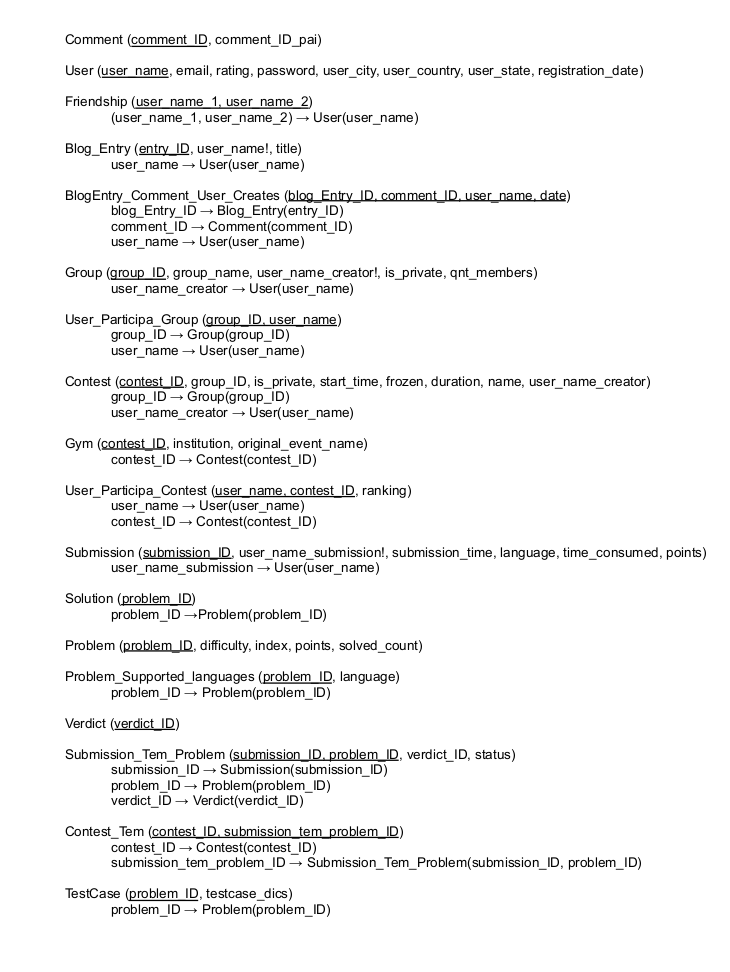 Comment (comment_ID, comment_ID_pai)
User (user_name, email, rating, password, user_city, user_country, user_state, registration_date)
Friendship (user_name_1, user_name_2)
(user_name_1, user_name_2) → User(user_name)
Blog_Entry (entry_ID, user_name!, title)
user_name → User(user_name)
BlogEntry_Comment_User_Creates (blog_Entry_ID, comment_ID, user_name, date)
blog_Entry_ID → Blog_Entry(entry_ID)
comment_ID → Comment(comment_ID)
user_name → User(user_name)
Group (group_ID, group_name, user_name_creator!, is_private, qnt_members)
user_name_creator → User(user_name)
User_Participa_Group (group_ID, user_name)
group_ID → Group(group_ID)
user_name → User(user_name)
Contest (contest_ID, group_ID, is_private, start_time, frozen, duration, name, user_name_creator)
group_ID → Group(group_ID)
user_name_creator → User(user_name)
Gym (contest_ID, institution, original_event_name)
contest_ID → Contest(contest_ID)
User_Participa_Contest (user_name, contest_ID, ranking)
user_name → User(user_name)
contest_ID → Contest(contest_ID)
Submission (submission_ID, user_name_submission!, submission_time, language, time_consumed, points)
user_name_submission → User(user_name)
Solution (problem_ID)
problem_ID →Problem(problem_ID)
Problem (problem_ID, difficulty, index, points, solved_count)
Problem_Supported_languages (problem_ID, language)
problem_ID → Problem(problem_ID)
Verdict (verdict_ID)
Submission_Tem_Problem (submission_ID, problem_ID, verdict_ID, status)
submission_ID → Submission(submission_ID)
problem_ID → Problem(problem_ID)
verdict_ID → Verdict(verdict_ID)
Contest_Tem (contest_ID, submission_tem_problem_ID)
contest_ID → Contest(contest_ID)
submission_tem_problem_ID → Submission_Tem_Problem(submission_ID, problem_ID)
TestCase (problem_ID, testcase_dics)
problem_ID → Problem(problem_ID)